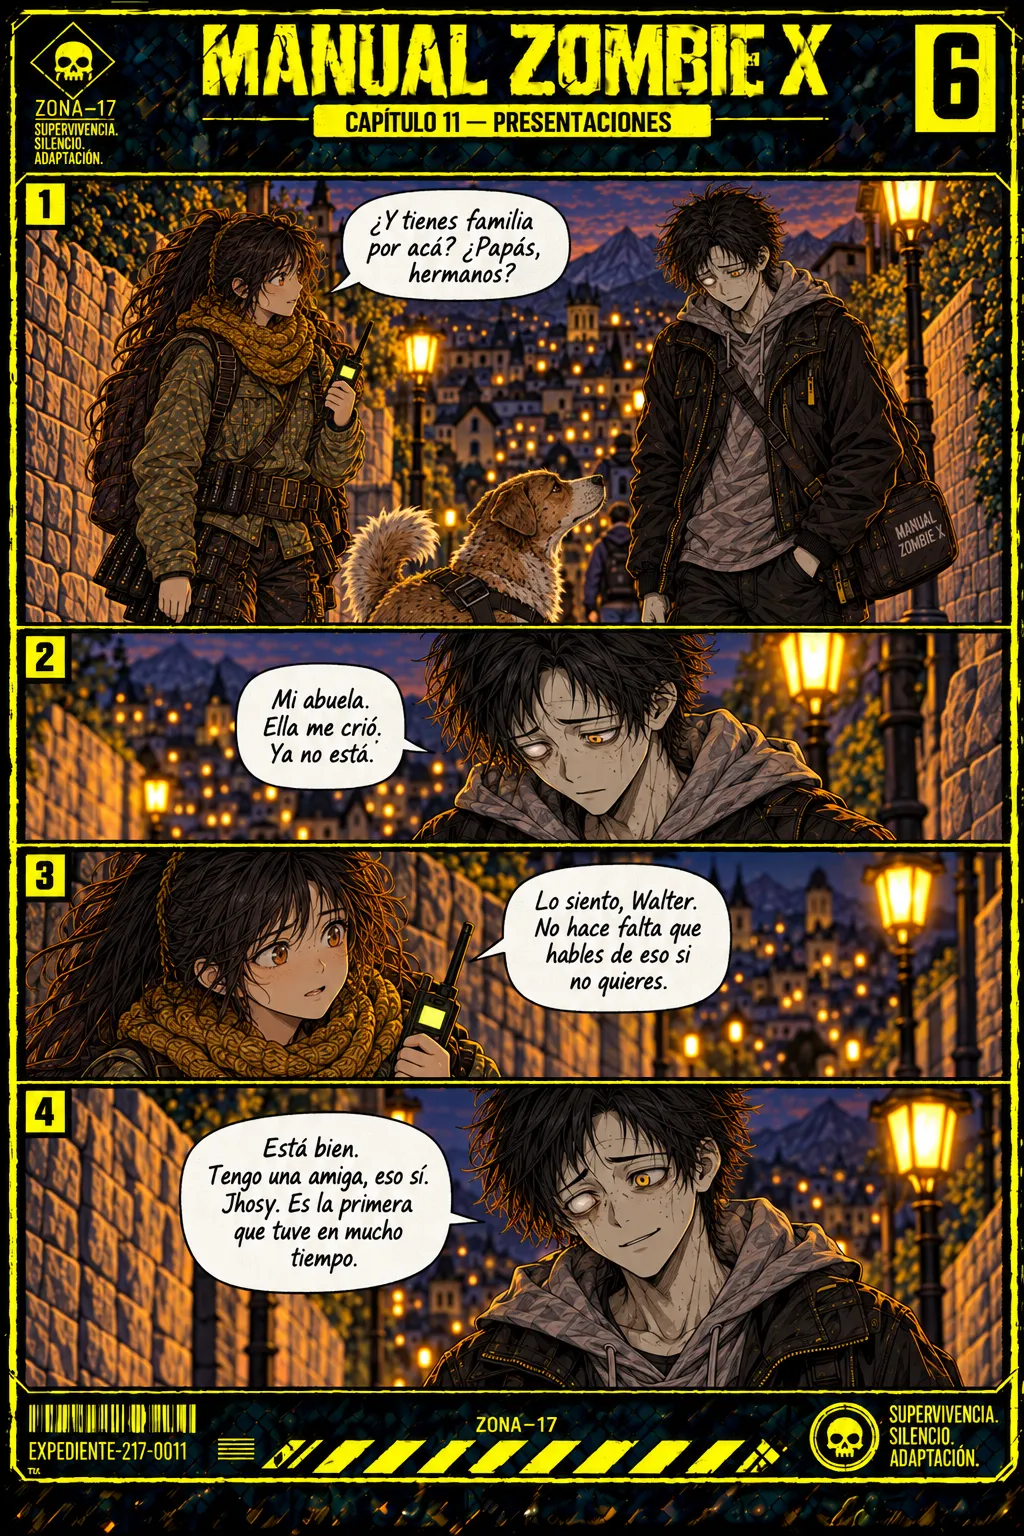 MANUAL ZOMBIE X
CAPÍTULO 11 — PRESENTACIONES
6
ZONA–17
SUPERVIVENCIA.
SILENCIO.
ADAPTACIÓN.
1
¿Y tienes familia
por acá? ¿Papás,
hermanos?
MANUAL
ZOMBIE X
2
Mi abuela.
Ella me crió.
Ya no está.
3
Lo siento, Walter.
No hace falta que
hables de eso si
no quieres.
4
Está bien.
Tengo una amiga, eso sí.
Jhosy. Es la primera
que tuve en mucho
tiempo.
EXPEDIENTE-217-0011
TM
ZONA–17
SUPERVIVENCIA.
SILENCIO.
ADAPTACIÓN.